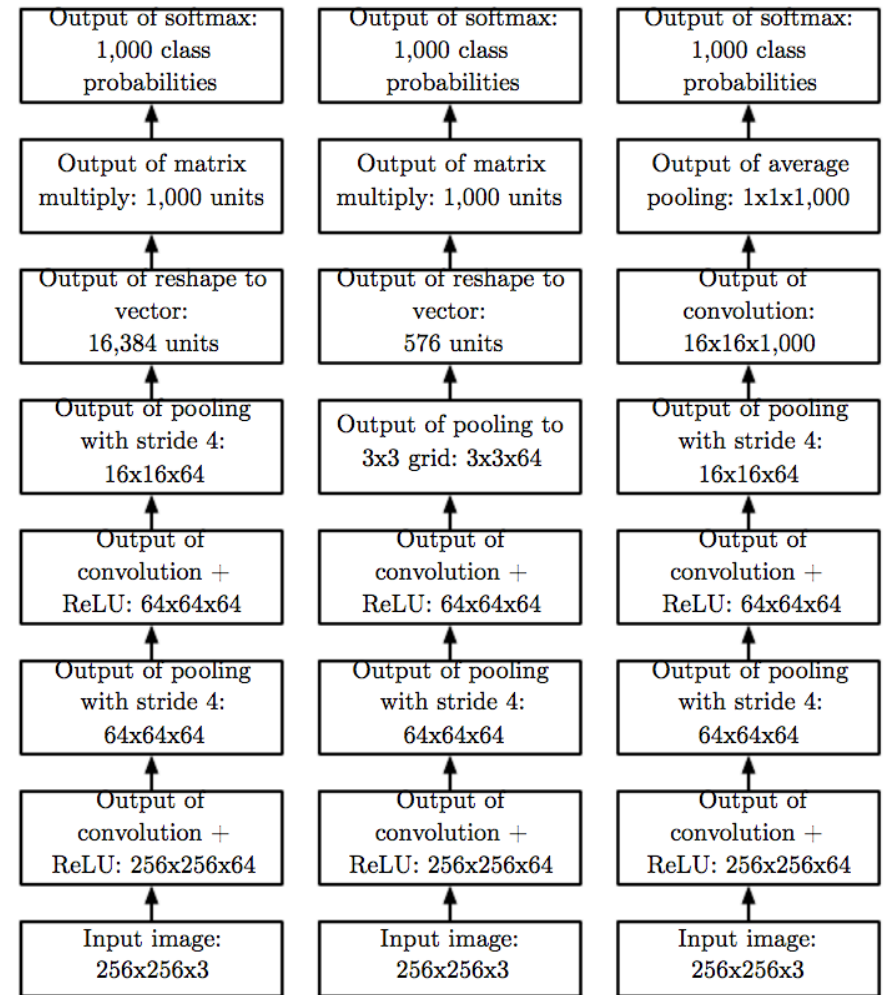 Output of softmax:
1,000 class
probabilities
Output of matrix
multiply: 1,000 units
Output of reshape to
vector:
16,384 units
Output of pooling
with stride 4:
16x16x64
Output of
convolution +
ReLU: 64x64x64
Output of pooling
with stride 4:
64x64x64
Output of
convolution +
ReLU: 256x256x64
Input image:
256x256x3
Output of softmax:
1,000 class
probabilities
Output of matrix
multiply: 1,000 units
Output of reshape to
vector:
576 units
Output of pooling to
3x3 grid: 3x3x64
Output of
convolution +
ReLU: 64x64x64
Output of pooling
with stride 4:
64x64x64
Output of
convolution +
ReLU: 256x256x64
Input image:
256x256x3
Output of softmax:
1,000 class
probabilities
Output of average
pooling: 1x1x1,000
Output of
convolution:
16x16x1,000
Output of pooling
with stride 4:
16x16x64
Output of
convolution +
ReLU: 64x64x64
Output of pooling
with stride 4:
64x64x64
Output of
convolution +
ReLU: 256x256x64
Input image:
256x256x3